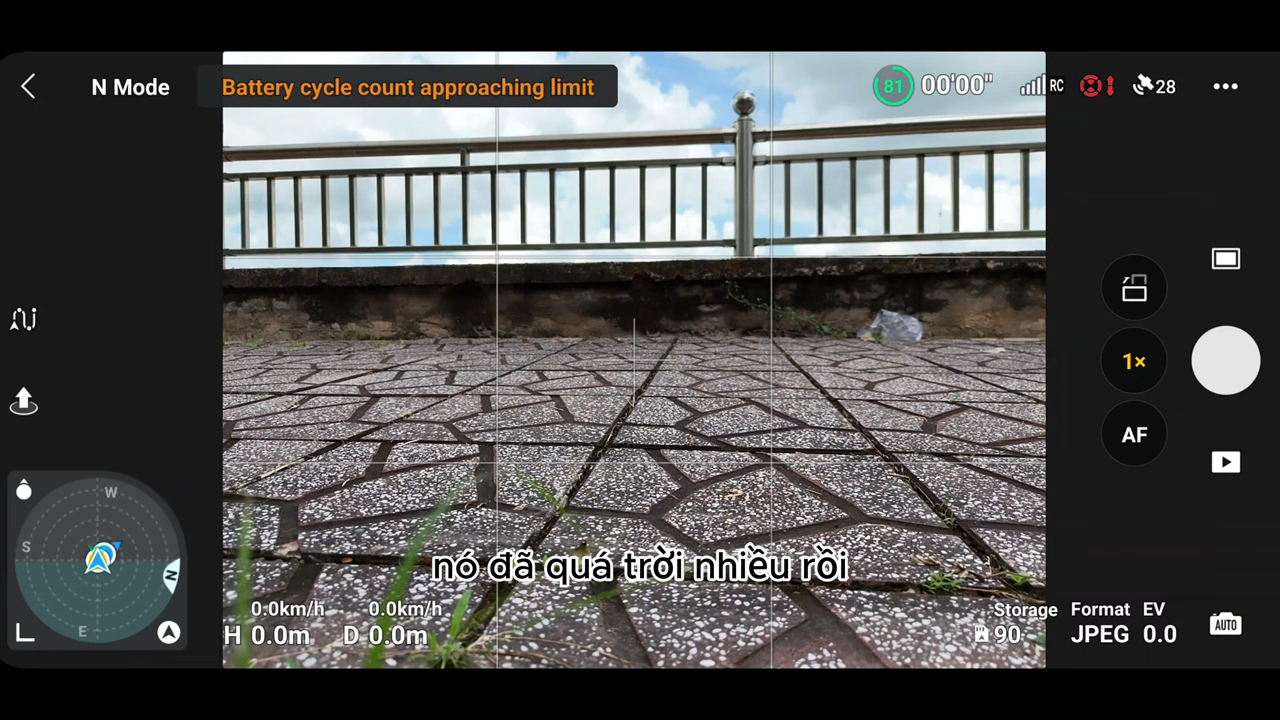 N Mode
Battery cycle count approaching limit
81
00'00"
RC
28
1×
AF
W
S
N
E
nó đã quá trời nhiều rồi
0.0km/h
0.0km/h
H 0.0m
D 0.0m
Storage
90
Format
JPEG
EV
0.0
AUTO